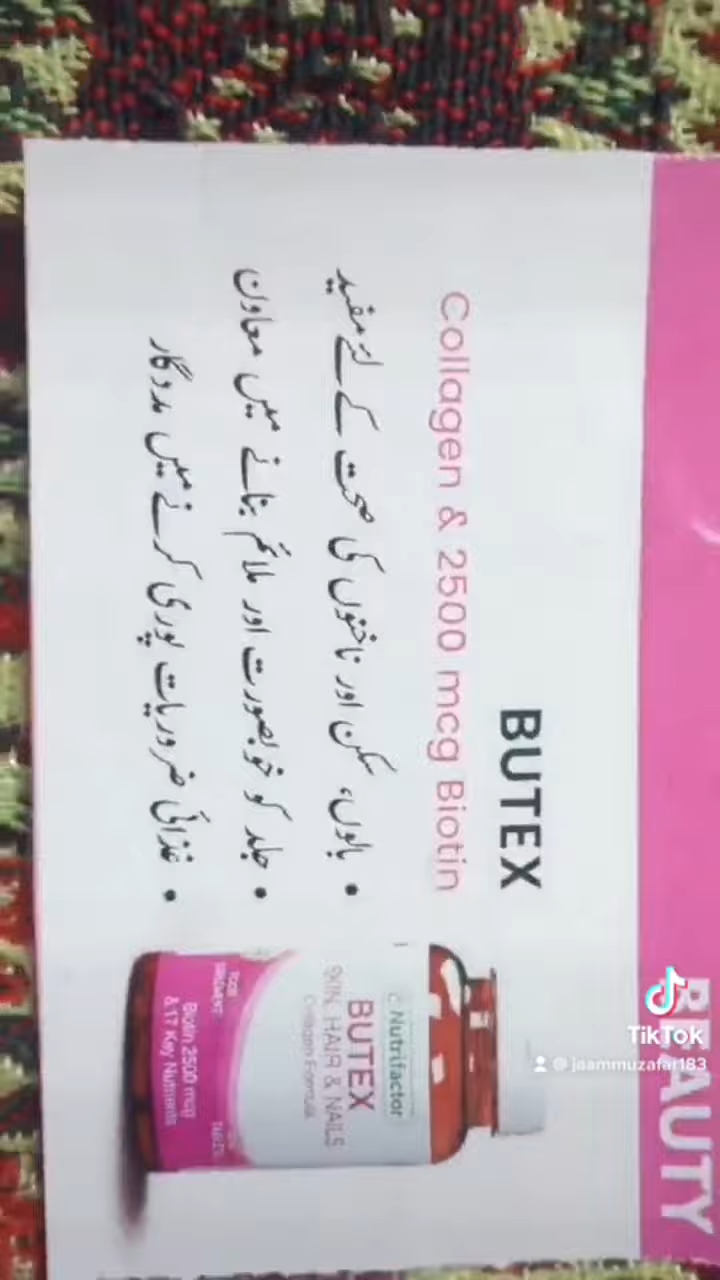 BEAUTY
BUTEX
Collagen & 2500 mcg Biotin
• بالوں، سکن اور ناخنوں کی صحت کے لئے مفید
• جلد کو خوبصورت اور ملائم بنانے میں معاون
• غذائی ضروریات پوری کرنے میں مددگار
Nutrifactor
BUTEX
SKIN, HAIR & NAILS
Collagen Formula
Biotin 2500 mcg
& 17 Key Nutrients
TikTok
@jaammuzafar183